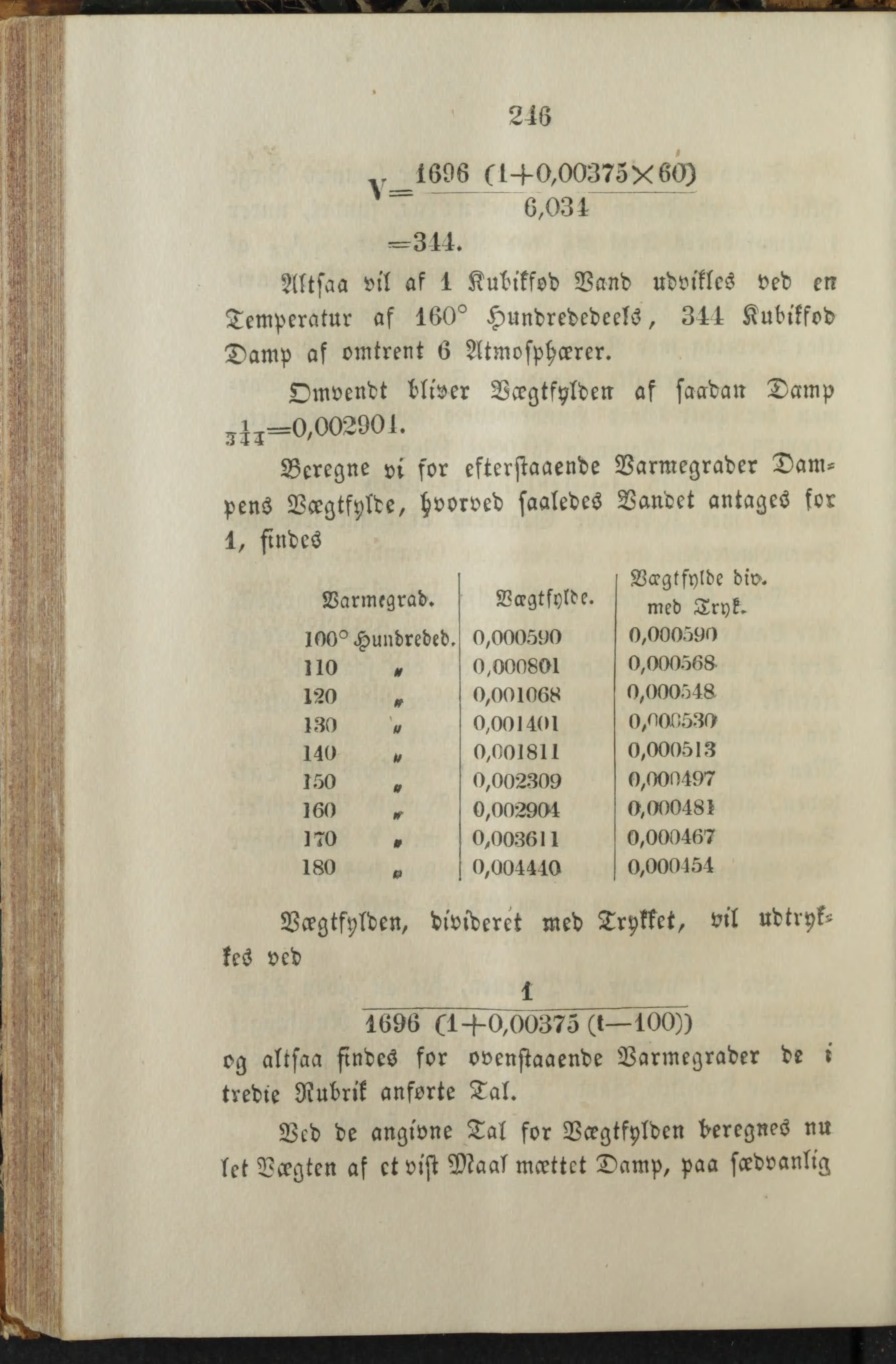 246
V= 1696 (1+0,00375×60)
6,034
=344.
Altsaa vil af 1 Kubikfod Vand udvikles ved en
Temperatur af 160° Hundrededeels, 344 Kubikfod
Damp af omtrent 6 Atmosphærer.
Omvendt bliver Vægtfylden af saadan Damp
1/344=0,002904.
Beregne vi for efterstaaende Varmegrader Dam-
pens Vægtfylde, hvorved saaledes Vandet antages for
1, findes
Varmegrad. Vægtfylde. Vægtfylde div.
med Tryk.
100° Hundreded. 0,000590 0,000590
110 " 0,000801 0,000568
120 " 0,001068 0,000548
130 " 0,001401 0,000530
140 " 0,001811 0,000513
150 " 0,002309 0,000497
160 " 0,002904 0,000481
170 " 0,003611 0,000467
180 " 0,004440 0,000454
Vægtfylden, divideret med Trykket, vil udtryk-
kes ved
1
1696 (1+0,00375 (t—100))
og altsaa findes for ovenstaaende Varmegrader de i
tredie Rubrik anførte Tal.
Ved de angivne Tal for Vægtfylden beregnes nu
let Vægten af et vist Maal mættet Damp, paa sædvanlig